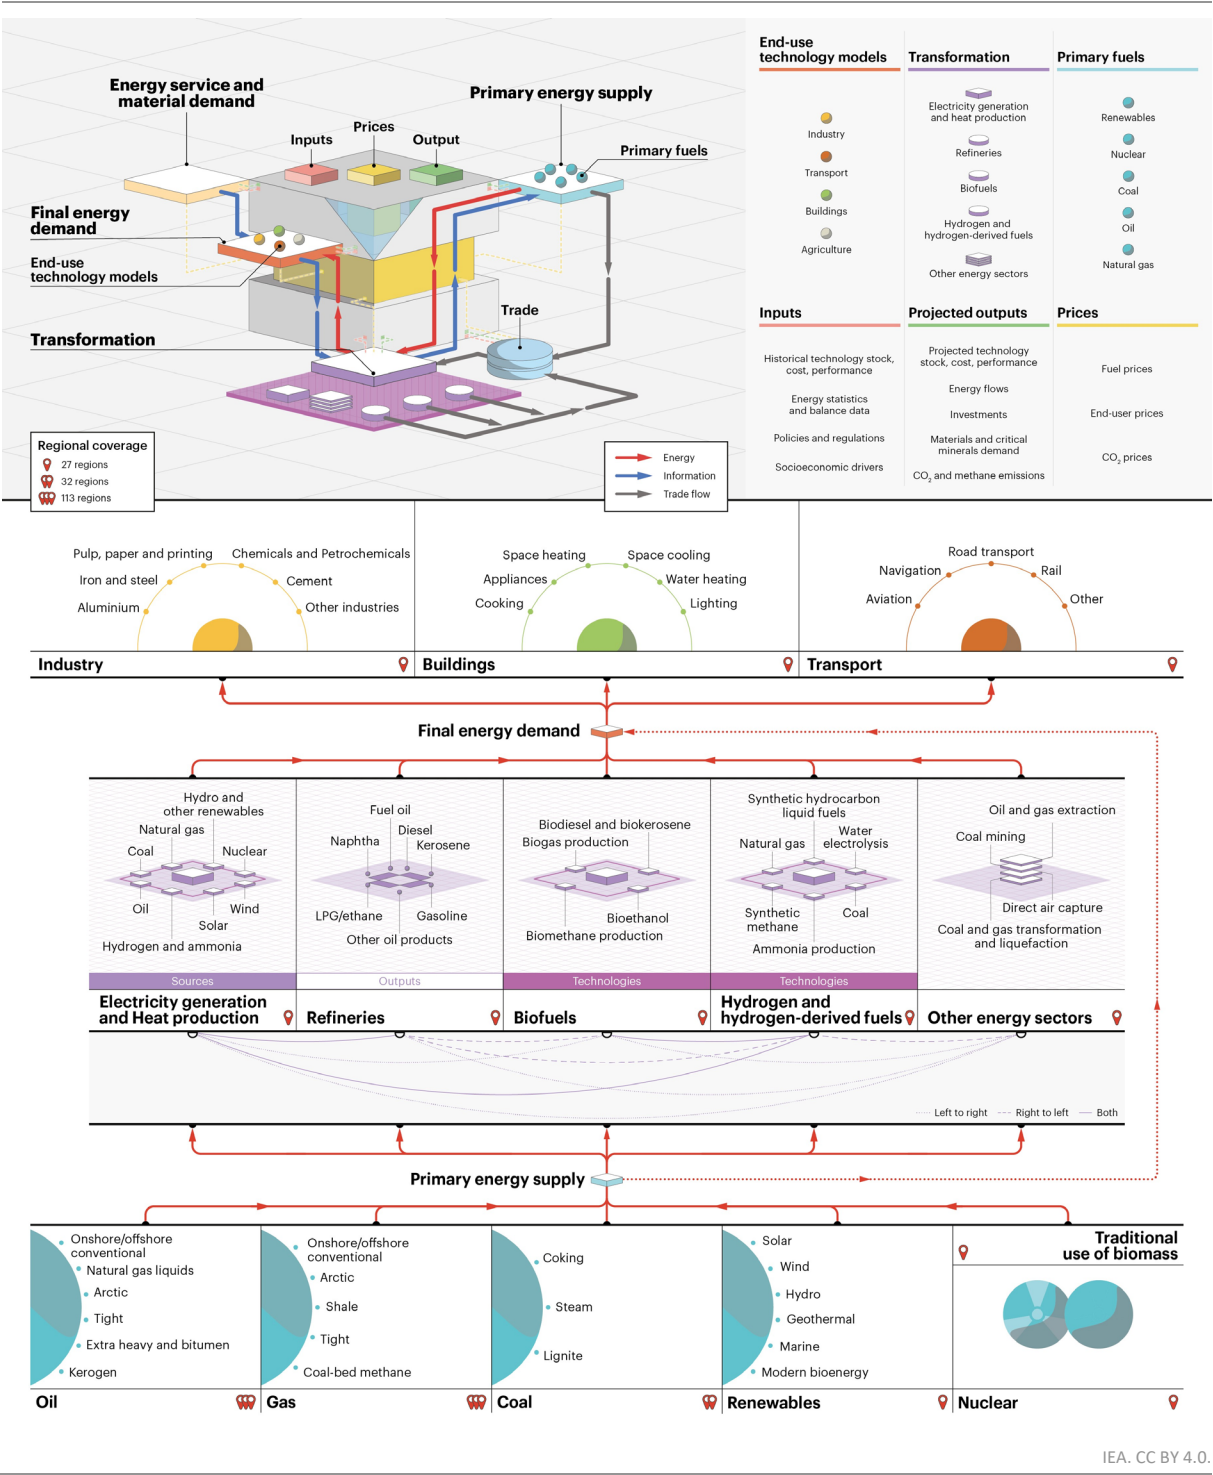 Energy service and
material demand
Primary energy supply
Inputs
Prices
Output
Primary fuels
Final energy
demand
End-use
technology models
Transformation
Trade
Regional coverage
27 regions
32 regions
113 regions
Energy
Information
Trade flow
End-use
technology models
Industry
Transport
Buildings
Agriculture
Transformation
Electricity generation
and heat production
Refineries
Biofuels
Hydrogen and
hydrogen-derived fuels
Other energy sectors
Primary fuels
Renewables
Nuclear
Coal
Oil
Natural gas
Inputs
Historical technology stock,
cost, performance
Energy statistics
and balance data
Policies and regulations
Socioeconomic drivers
Projected outputs
Projected technology
stock, cost, performance
Energy flows
Investments
Materials and critical
minerals demand
CO2 and methane emissions
Prices
Fuel prices
End-user prices
CO2 prices
Pulp, paper and printing
Chemicals and Petrochemicals
Iron and steel
Cement
Aluminium
Other industries
Industry
Space heating
Space cooling
Appliances
Water heating
Cooking
Lighting
Buildings
Road transport
Navigation
Rail
Aviation
Other
Transport
Final energy demand
Hydro and
other renewables
Natural gas
Coal
Nuclear
Oil
Wind
Solar
Hydrogen and ammonia
Sources
Electricity generation
and Heat production
Fuel oil
Diesel
Naphtha
Kerosene
LPG/ethane
Gasoline
Other oil products
Outputs
Refineries
Biodiesel and biokerosene
Biogas production
Bioethanol
Biomethane production
Technologies
Biofuels
Synthetic hydrocarbon
liquid fuels
Water
electrolysis
Natural gas
Synthetic
methane
Coal
Ammonia production
Technologies
Hydrogen and
hydrogen-derived fuels
Oil and gas extraction
Coal mining
Direct air capture
Coal and gas transformation
and liquefaction
Other energy sectors
Left to right
Right to left
Both
Primary energy supply
Onshore/offshore
conventional
Natural gas liquids
Arctic
Tight
Extra heavy and bitumen
Kerogen
Oil
Onshore/offshore
conventional
Arctic
Shale
Tight
Coal-bed methane
Gas
Coking
Steam
Lignite
Coal
Solar
Wind
Hydro
Geothermal
Marine
Modern bioenergy
Renewables
Traditional
use of biomass
Nuclear
IEA. CC BY 4.0.